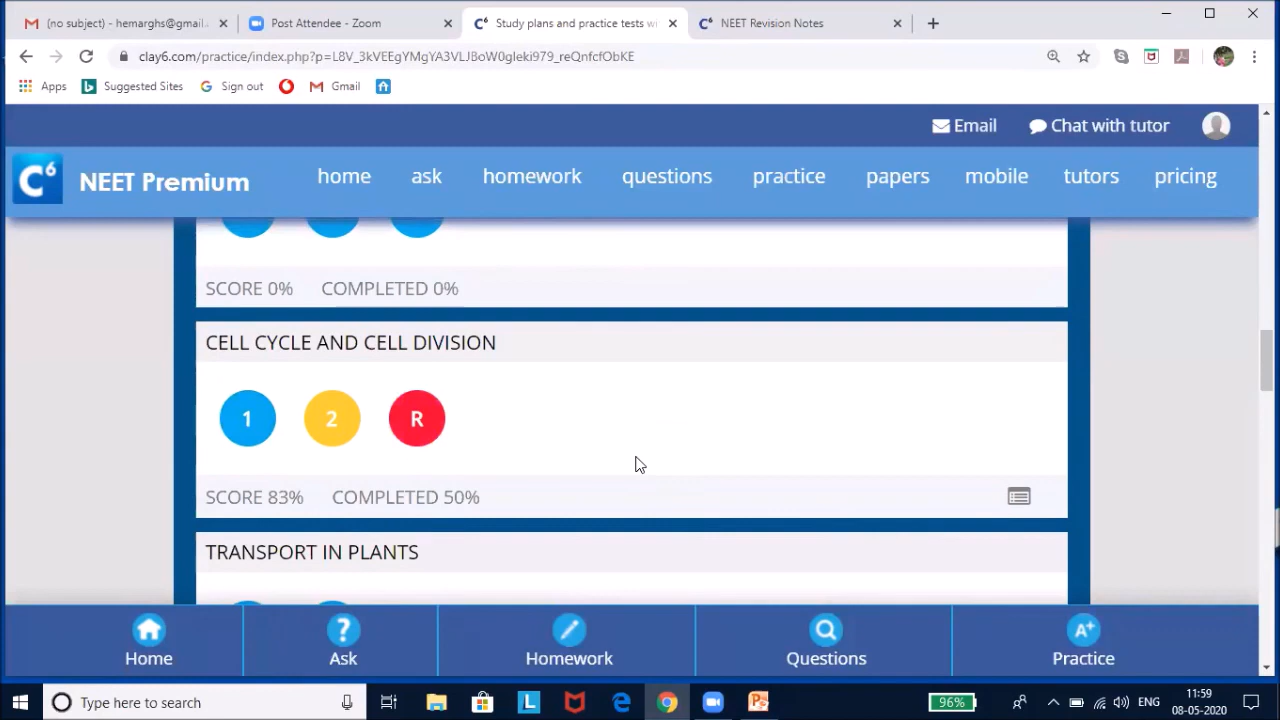 (no subject) - hemarghs@gmail.
Post Attendee - Zoom
Study plans and practice tests wi
NEET Revision Notes
clay6.com/practice/index.php?p=L8V_3kVEEgYMgYA3VLJBoW0gleki979_reQnfcfObKE
Apps
Suggested Sites
Sign out
Gmail
Email
Chat with tutor
C6
NEET Premium
home
ask
homework
questions
practice
papers
mobile
tutors
pricing
SCORE 0% COMPLETED 0%
CELL CYCLE AND CELL DIVISION
1 2 R
SCORE 83% COMPLETED 50%
TRANSPORT IN PLANTS
Home
Ask
Homework
Questions
A+
Practice
Type here to search
96%
ENG
11:59
08-05-2020